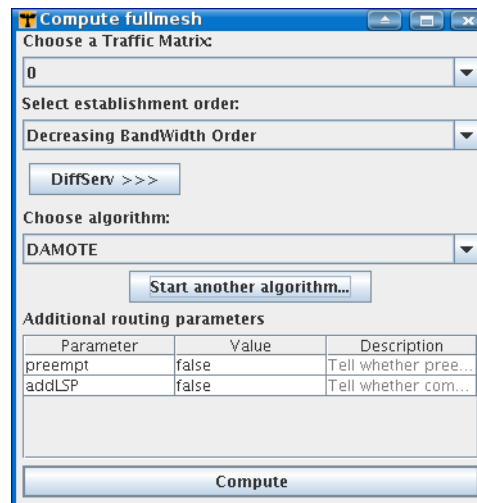 Compute fullmesh
Choose a Traffic Matrix:
0
Select establishment order:
Decreasing BandWidth Order
DiffServ >>>
Choose algorithm:
DAMOTE
Start another algorithm...
Additional routing parameters
Parameter Value Description
preempt false Tell whether pree...
addLSP false Tell whether com...
Compute